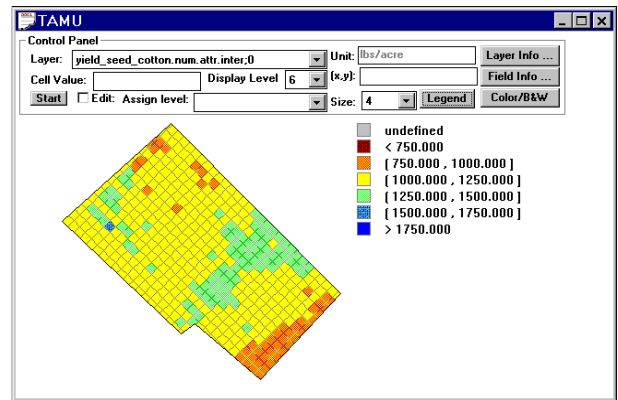 TAMU
Control Panel
Layer: yield_seed_cotton.num.attr.inter;0 Unit: lbs/acre Layer Info ...
Cell Value: Display Level 6 (x,y): Field Info ...
Start Edit: Assign level: Size: 4 Legend Color/B&W
undefined
< 750.000
( 750.000 , 1000.000 ]
( 1000.000 , 1250.000 ]
( 1250.000 , 1500.000 ]
( 1500.000 , 1750.000 ]
> 1750.000